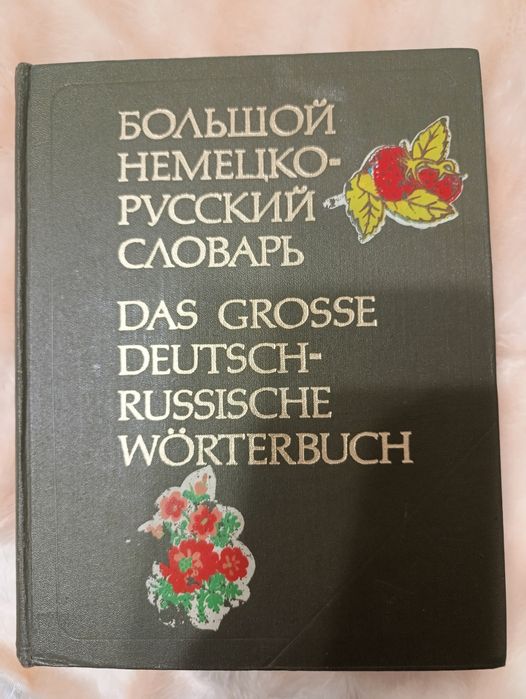 БОЛЬШОЙ
НЕМЕЦКО-
РУССКИЙ
СЛОВАРЬ
DAS GROSSE
DEUTSCH-
RUSSISCHE
WÖRTERBUCH